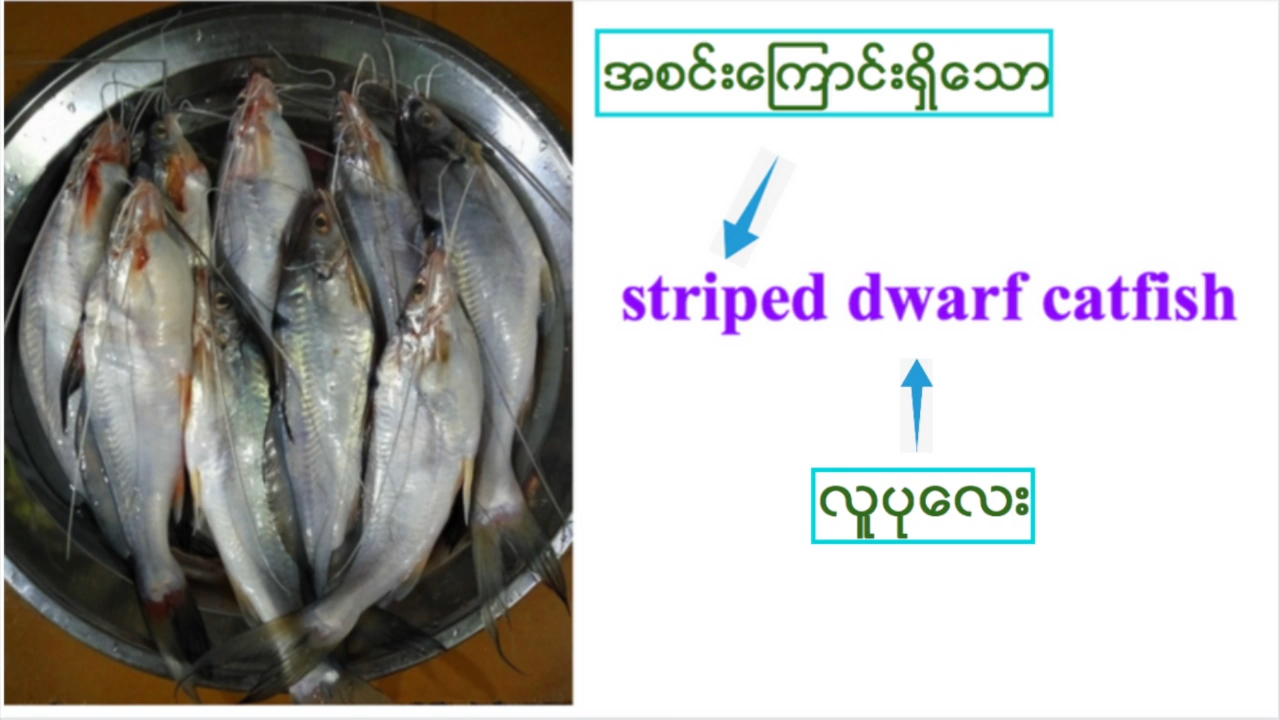 အစင်းကြောင်းရှိသော
striped dwarf catfish
လူပုလေး